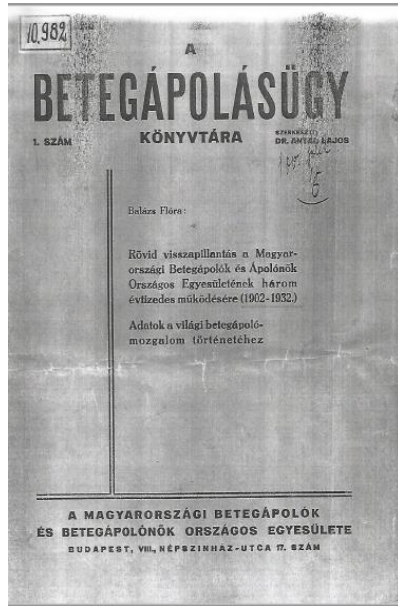 10.982
A
BETEGÁPOLÁSÜGY
1. SZÁM
KÖNYVTÁRA
SZERKESZTI:
DR. ANTAL LAJOS
Balázs Flóra:
Rövid visszapillantás a Magyar-
országi Betegápolók és Ápolónők
Országos Egyesületének három
évtizedes működésére (1902-1932.)
Adatok a világi betegápoló-
mozgalom történetéhez
A MAGYARORSZÁGI BETEGÁPOLÓK
ÉS BETEGÁPOLÓNŐK ORSZÁGOS EGYESÜLETE
BUDAPEST, VIII., NÉPSZINHÁZ-UTCA 17. SZÁM